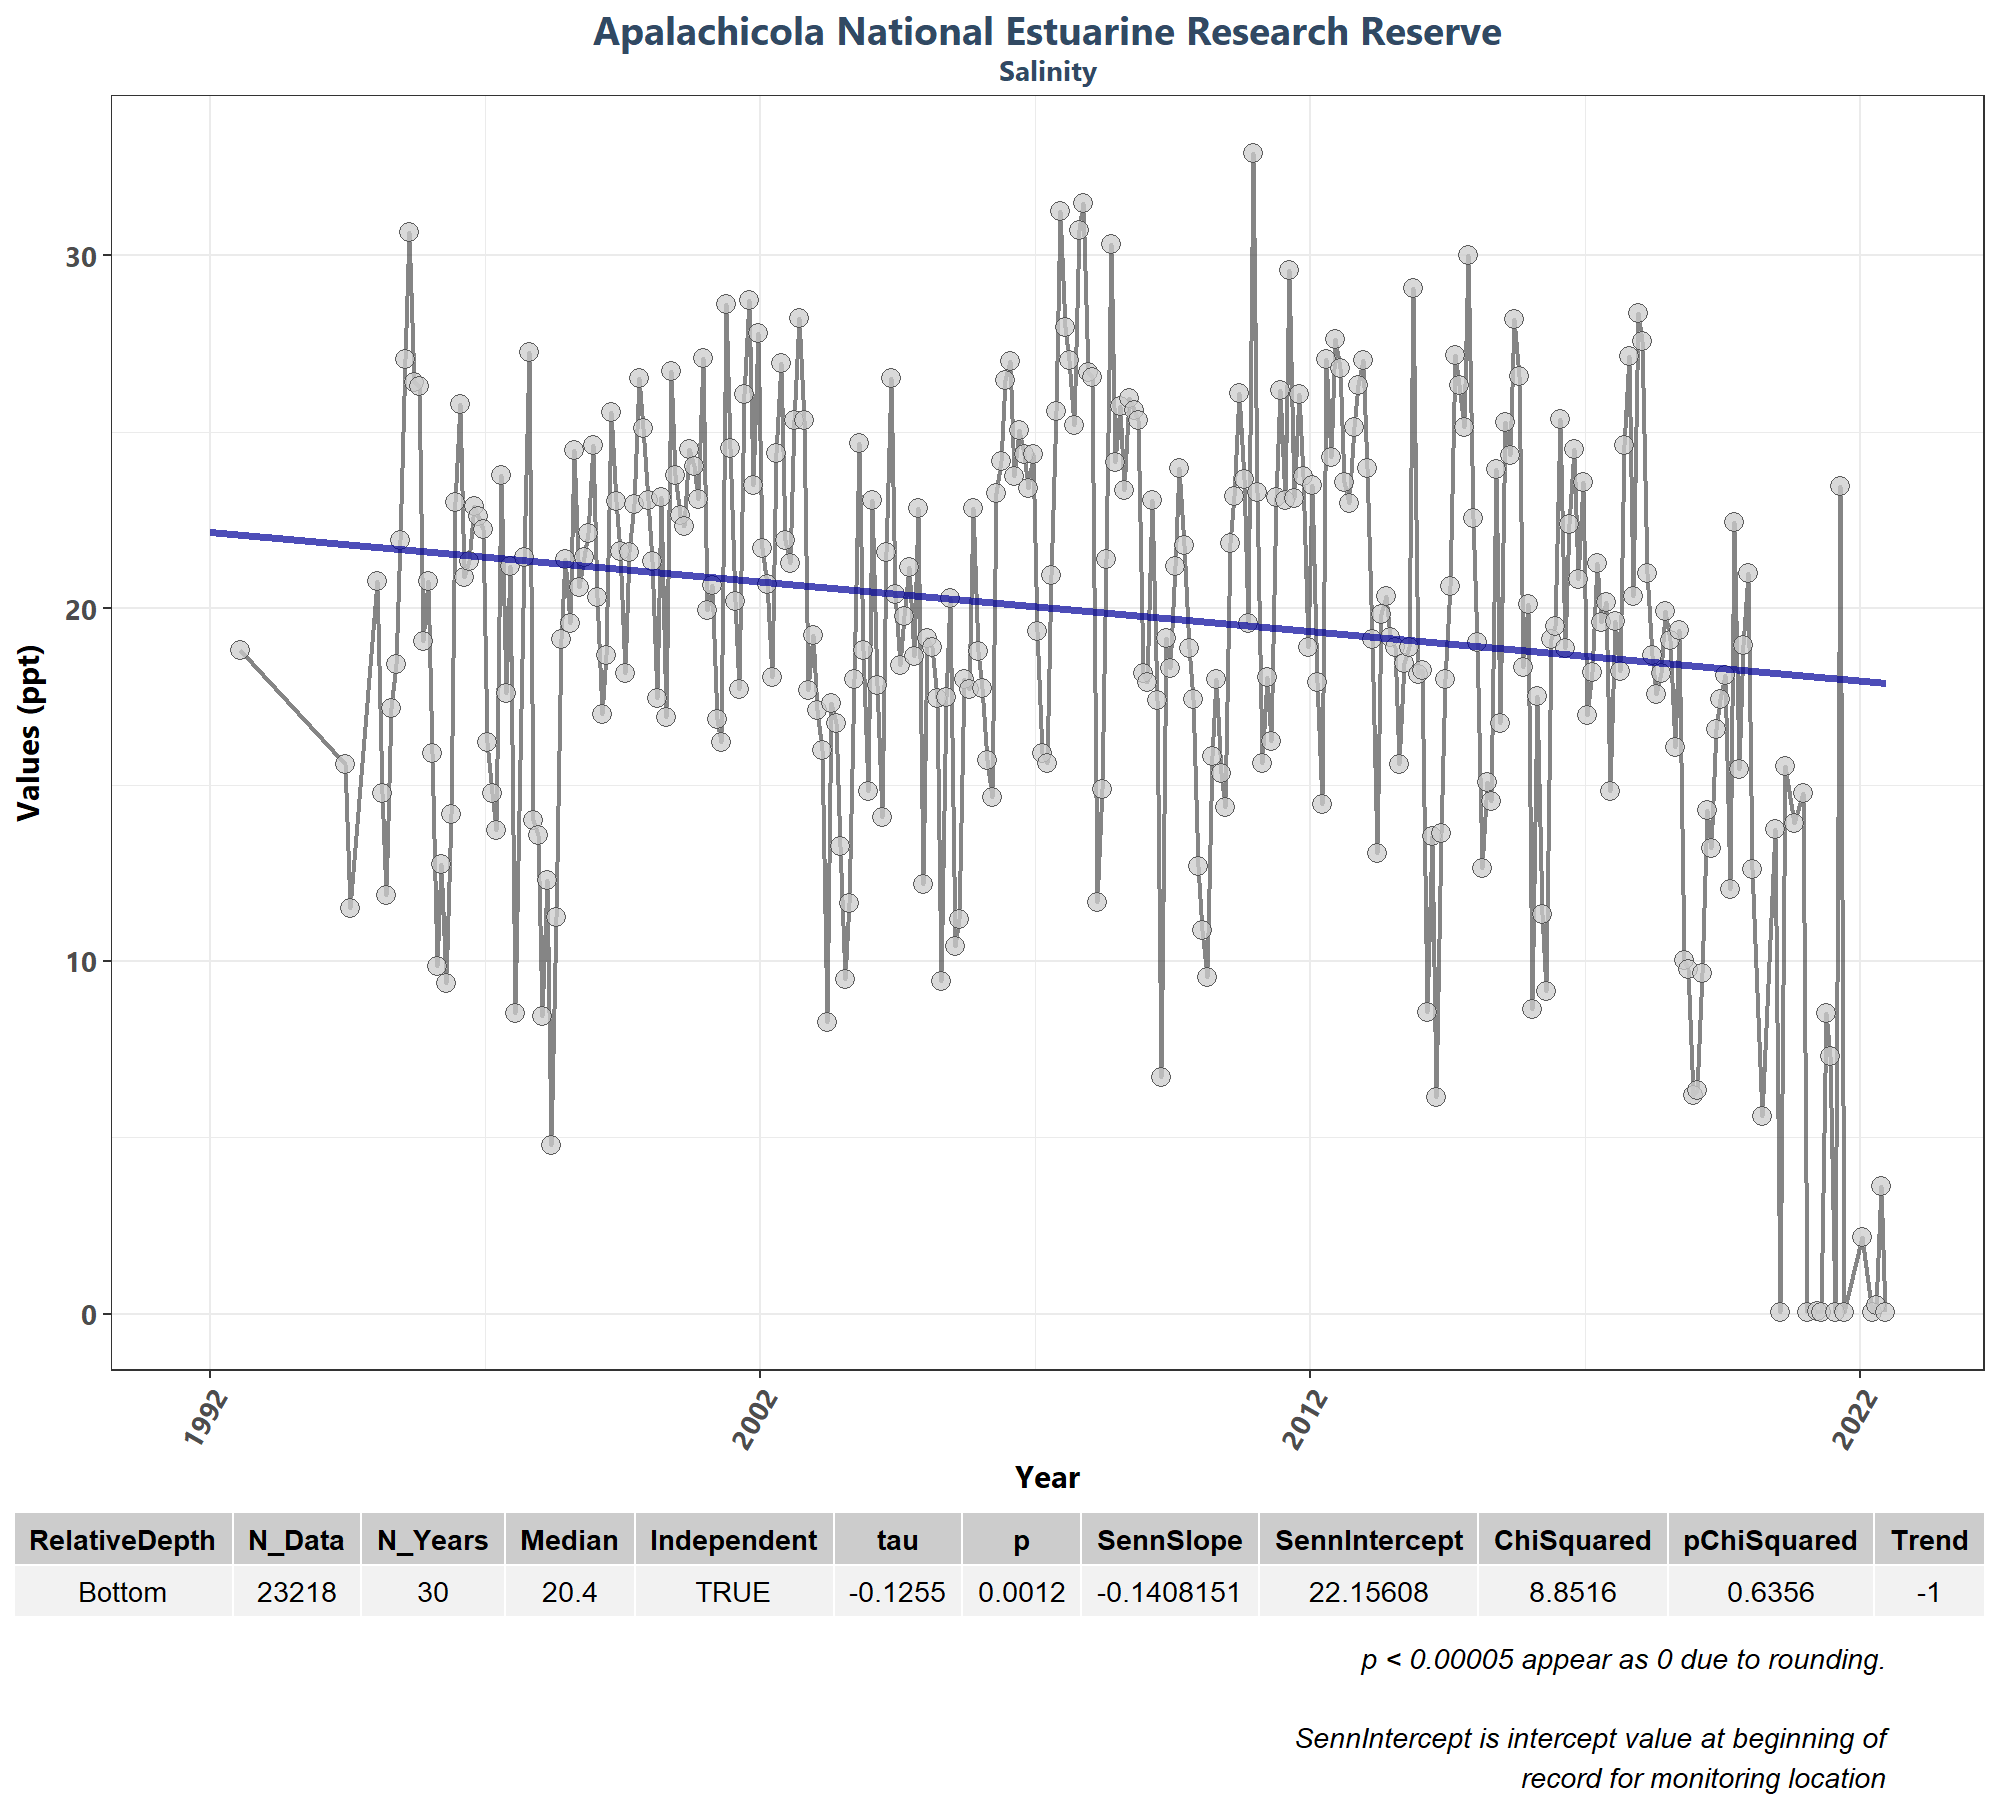 Apalachicola National Estuarine Research Reserve
Salinity
Values (ppt)
30
20
10
0
1992 2002 2012 2022
Year
RelativeDepth N_Data N_Years Median Independent tau p SennSlope SennIntercept ChiSquared pChiSquared Trend
Bottom 23218 30 20.4 TRUE -0.1255 0.0012 -0.1408151 22.15608 8.8516 0.6356 -1
p < 0.00005 appear as 0 due to rounding.
SennIntercept is intercept value at beginning of
record for monitoring location